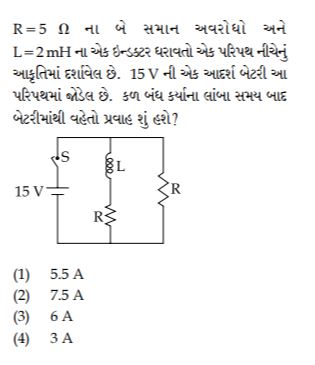 R = 5 Ω ના બે સમાન અવરોધો અને
L = 2 mH ના એક ઇન્ડક્ટર ધરાવતો એક પરિપથ નીચેનું
આકૃતિમાં દર્શાવેલ છે. 15 V ની એક આદર્શ બેટરી આ
પરિપથમાં જોડેલ છે. કળ બંધ કર્યાના લાંબા સમય બાદ
બેટરીમાંથી વહેતો પ્રવાહ શું હશે?
S
L
15 V
R
R
(1) 5.5 A
(2) 7.5 A
(3) 6 A
(4) 3 A